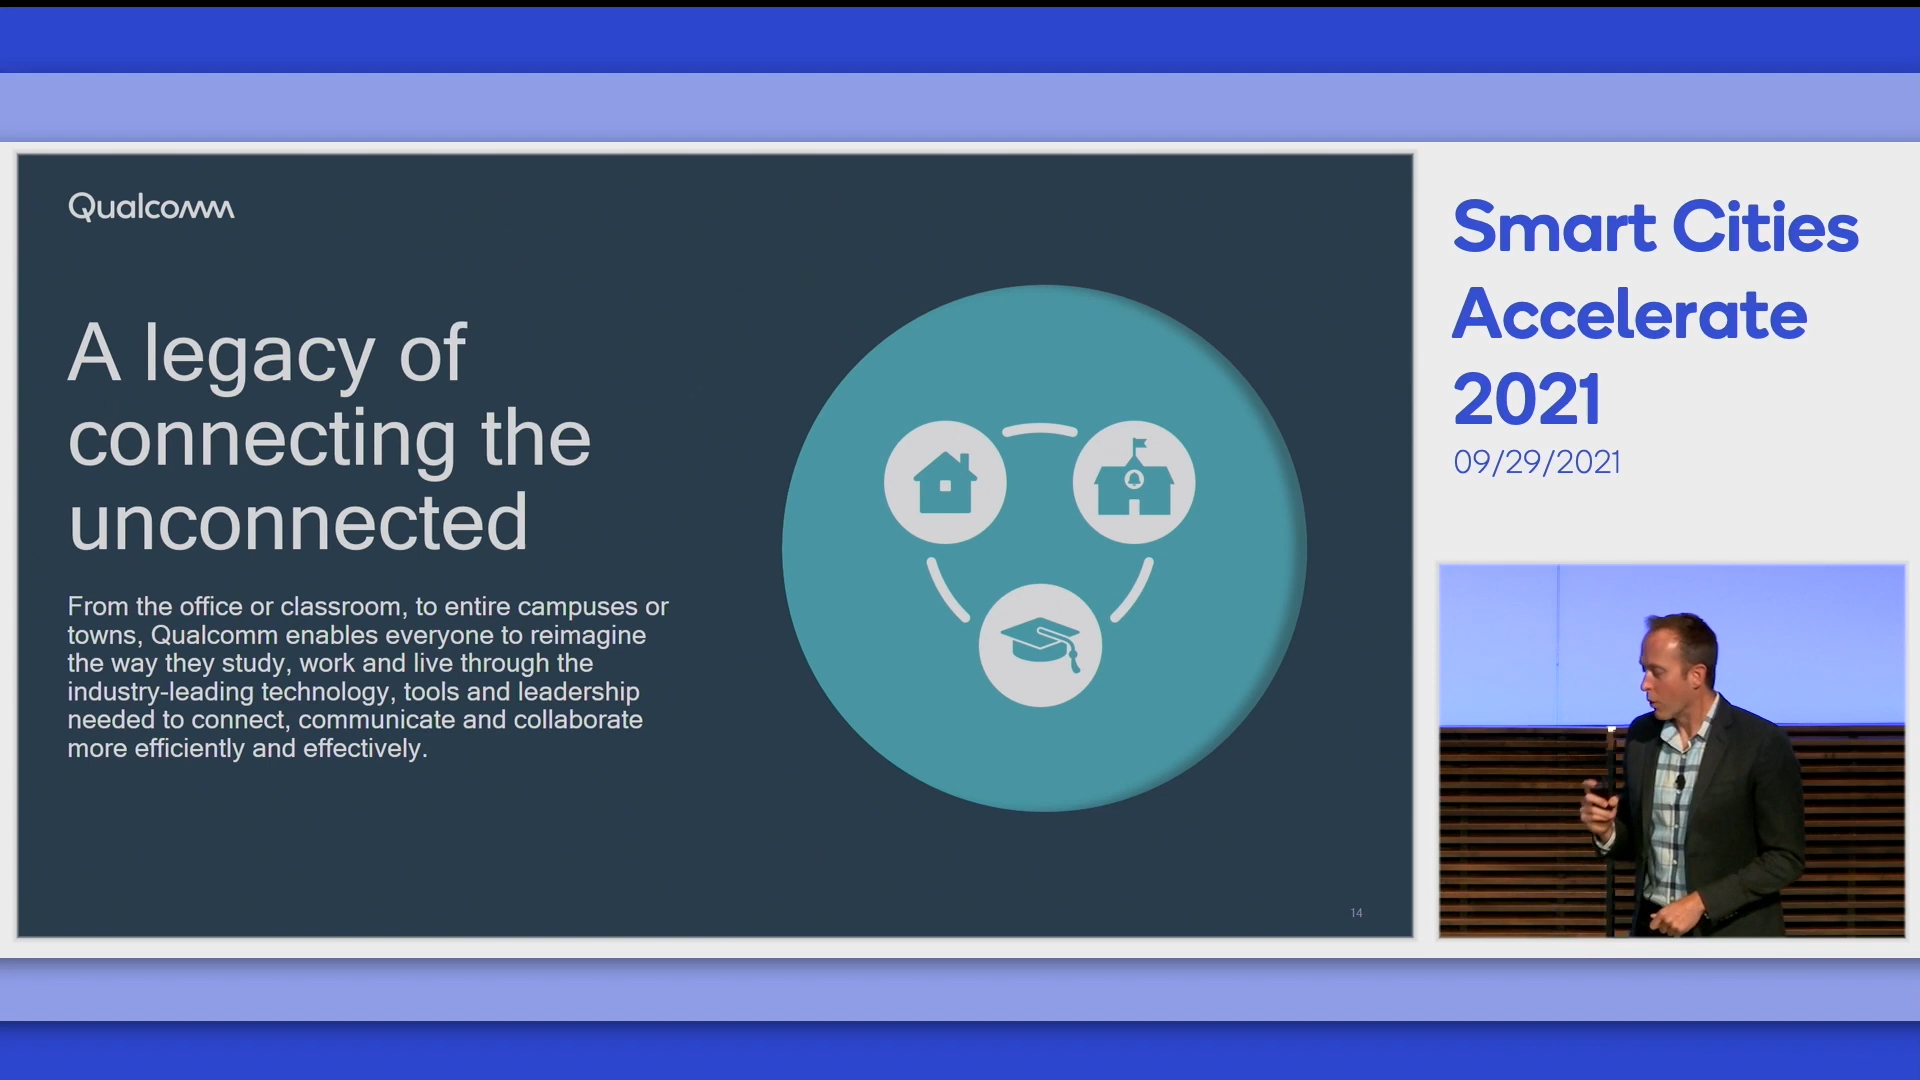 Qualcomm
A legacy of
connecting the
unconnected
From the office or classroom, to entire campuses or
towns, Qualcomm enables everyone to reimagine
the way they study, work and live through the
industry-leading technology, tools and leadership
needed to connect, communicate and collaborate
more efficiently and effectively.
14
Smart Cities
Accelerate
2021
09/29/2021